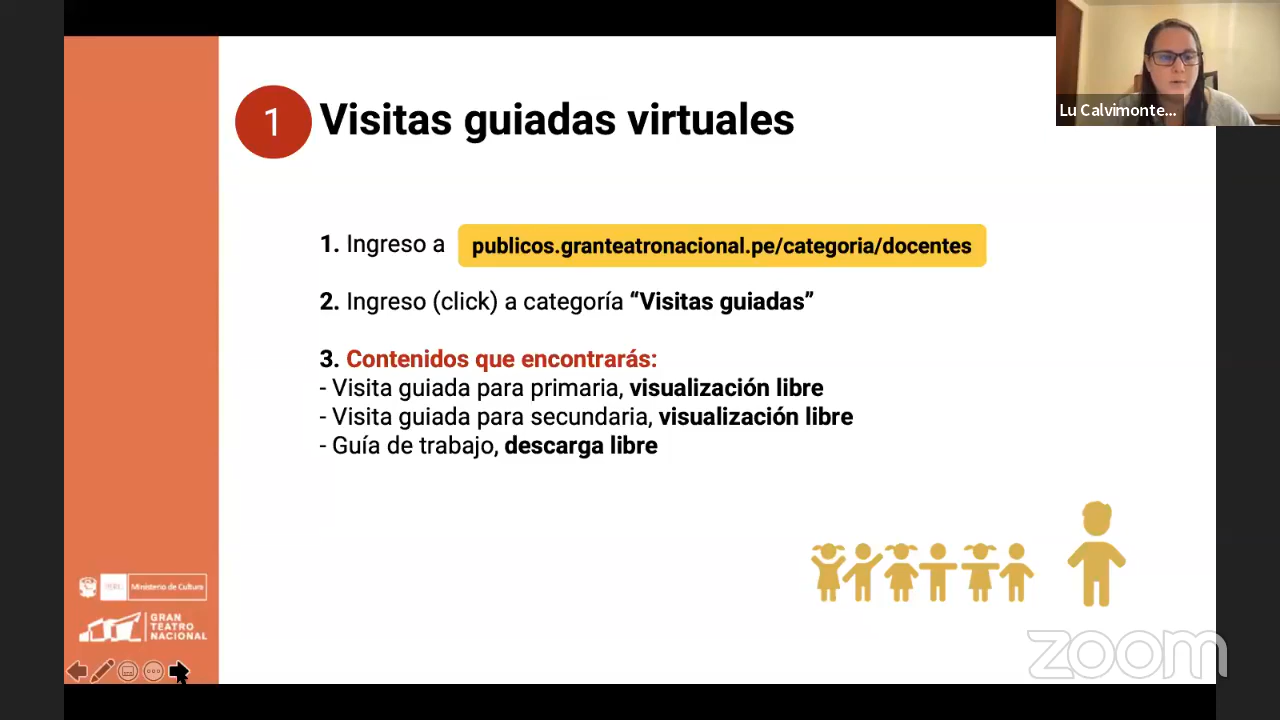 1 Visitas guiadas virtuales
Lu Calvimonte...
1. Ingreso a publicos.granteatronacional.pe/categoria/docentes
2. Ingreso (click) a categoría “Visitas guiadas”
3. Contenidos que encontrarás:
- Visita guiada para primaria, visualización libre
- Visita guiada para secundaria, visualización libre
- Guía de trabajo, descarga libre
PERÚ Ministerio de Cultura
GRAN
TEATRO
NACIONAL
zoom